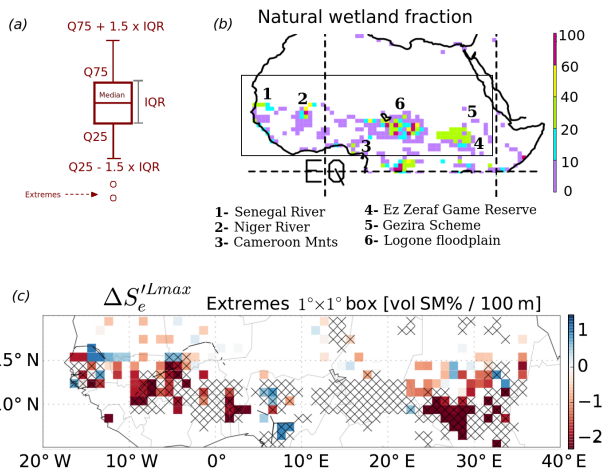 (a)
Q75 + 1.5 x IQR
Q75
Median
IQR
Q25
Q25 - 1.5 x IQR
Extremes
(b)
Natural wetland fraction
1
2
3
4
5
6
EQ
100
60
40
20
10
0
1- Senegal River
2- Niger River
3- Cameroon Mnts
4- Ez Zeraf Game Reserve
5- Gezira Scheme
6- Logone floodplain
(c)
ΔS_e^{′Lmax} Extremes 1°×1° box [vol SM% / 100 m]
5° N
10° N
20° W
10° W
0°
10° E
20° E
30° E
40° E
1
0
−1
−2